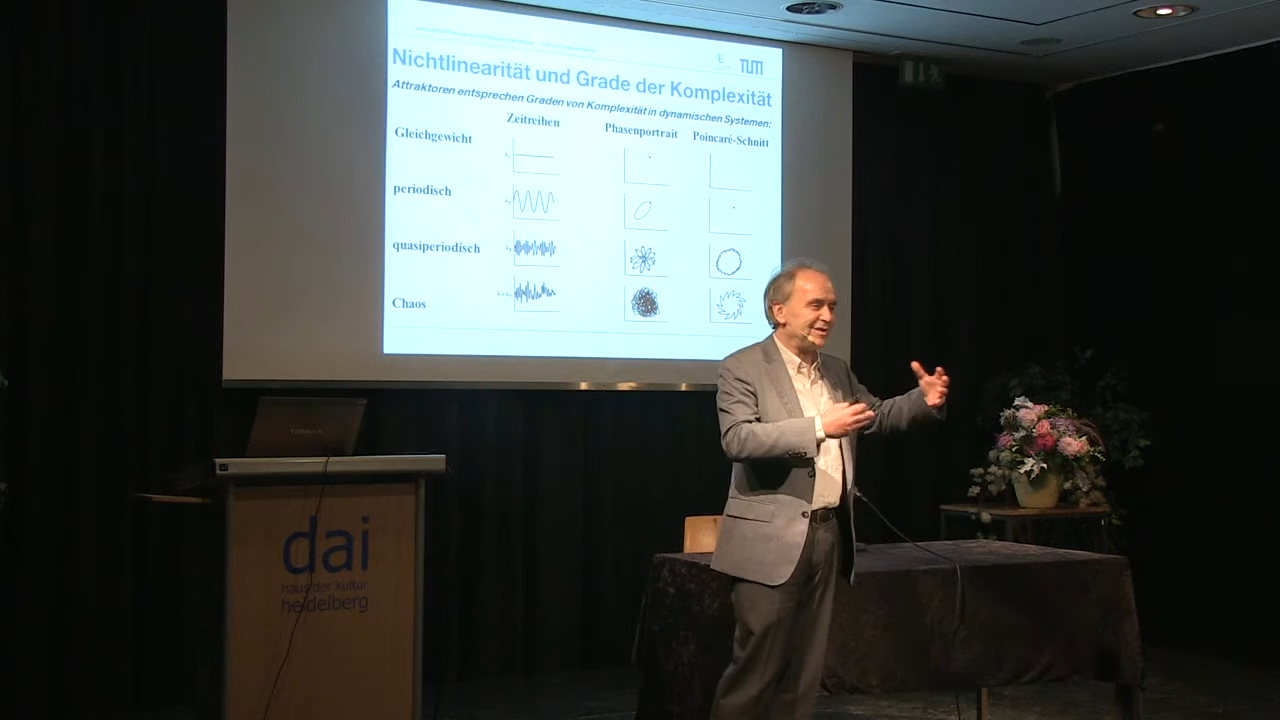 TUM
Nichtlinearität und Grade der Komplexität
Attraktoren entsprechen Graden von Komplexität in dynamischen Systemen:
Zeitreihen Phasenportrait Poincaré-Schnitt
Gleichgewicht
periodisch
quasiperiodisch
Chaos
dai
haus der kultur
heidelberg